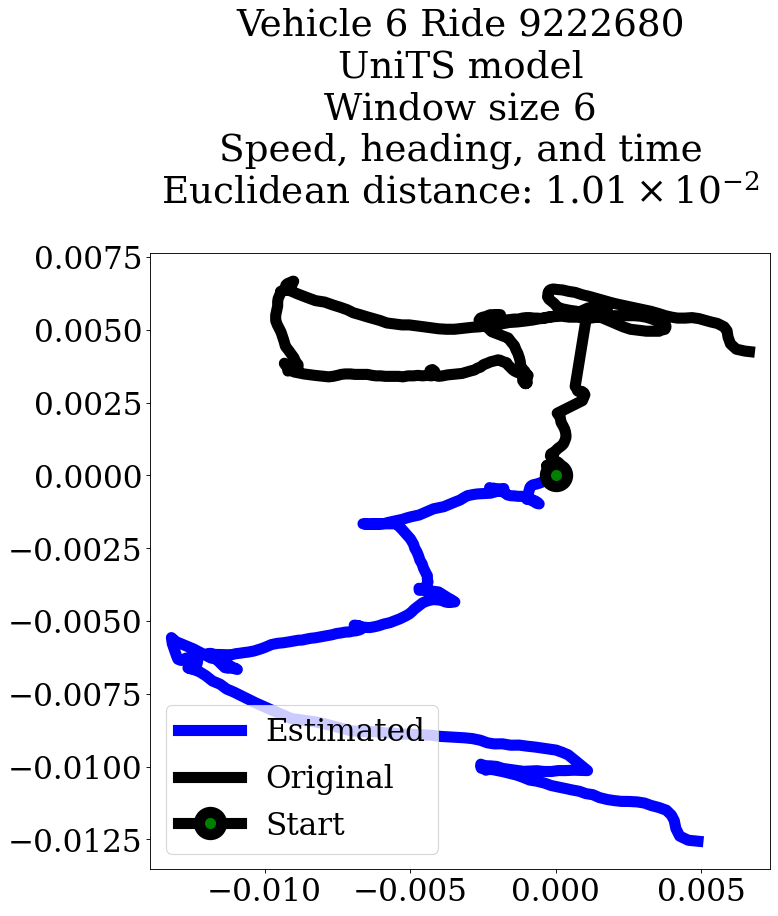 Vehicle 6 Ride 9222680
UniTS model
Window size 6
Speed, heading, and time
Euclidean distance: 1.01 × 10⁻²
0.0075
0.0050
0.0025
0.0000
−0.0025
−0.0050
−0.0075
−0.0100
−0.0125
Estimated
Original
Start
−0.010 −0.005 0.000 0.005